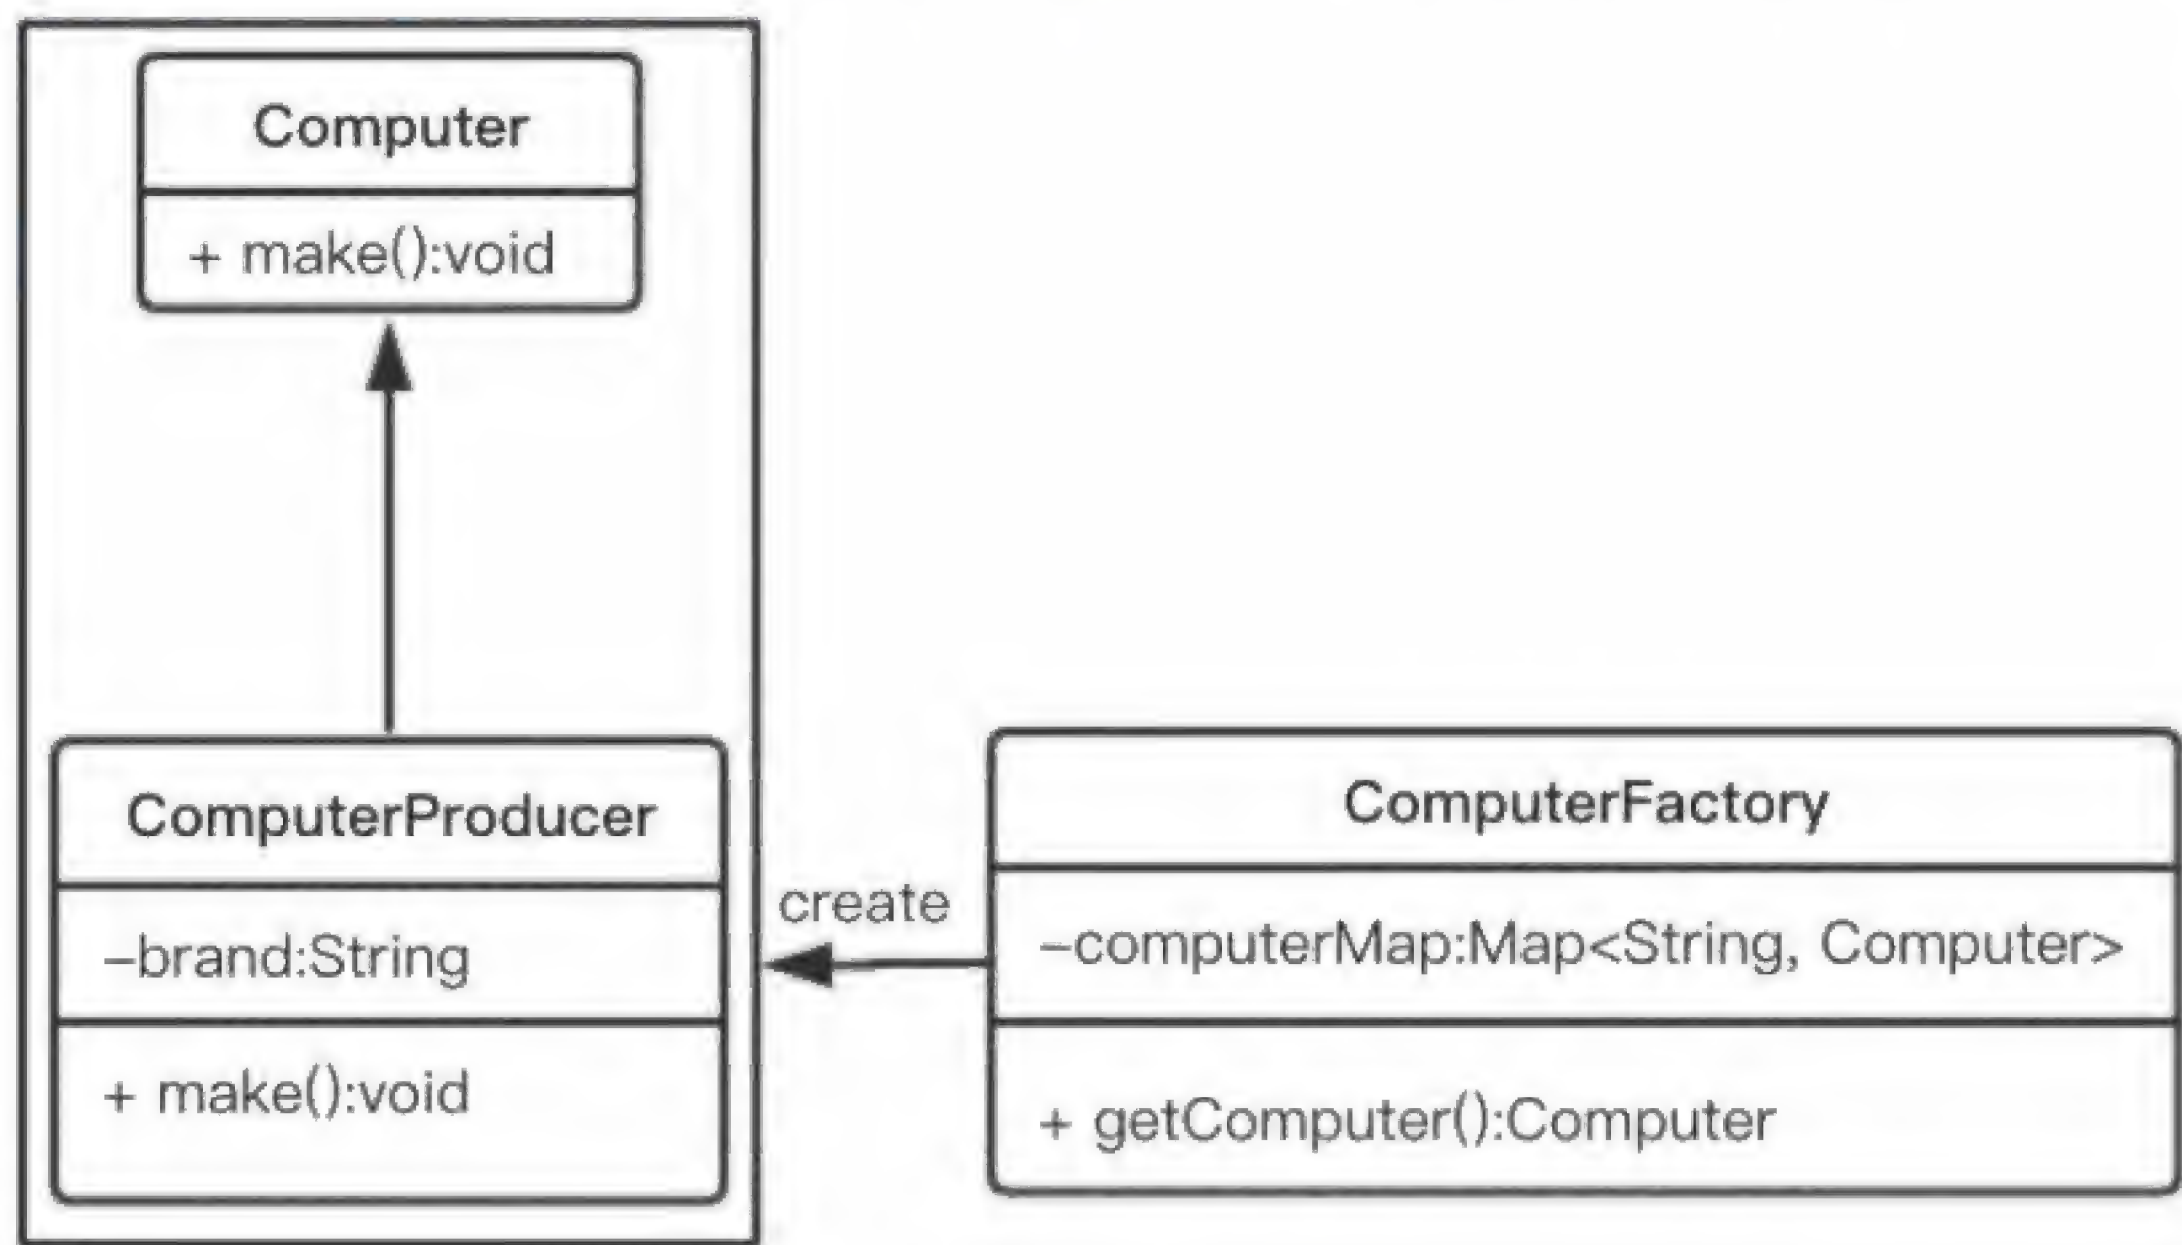 Computer
+ make():void
ComputerProducer
–brand:String
+ make():void
create
ComputerFactory
–computerMap:Map<String, Computer>
+ getComputer():Computer